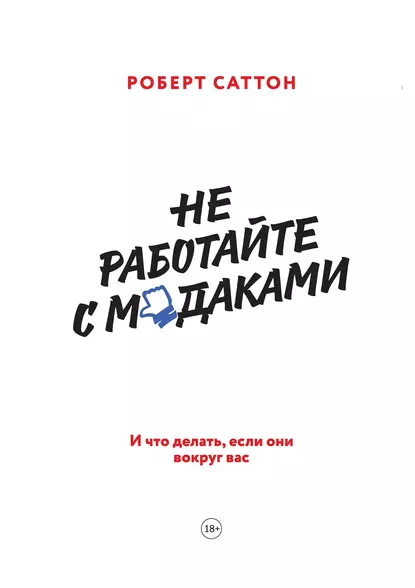 РОБЕРТ САТТОН
НЕ
РАБОТАЙТЕ
С М ДАКАМИ
И что делать, если они
вокруг вас
18+